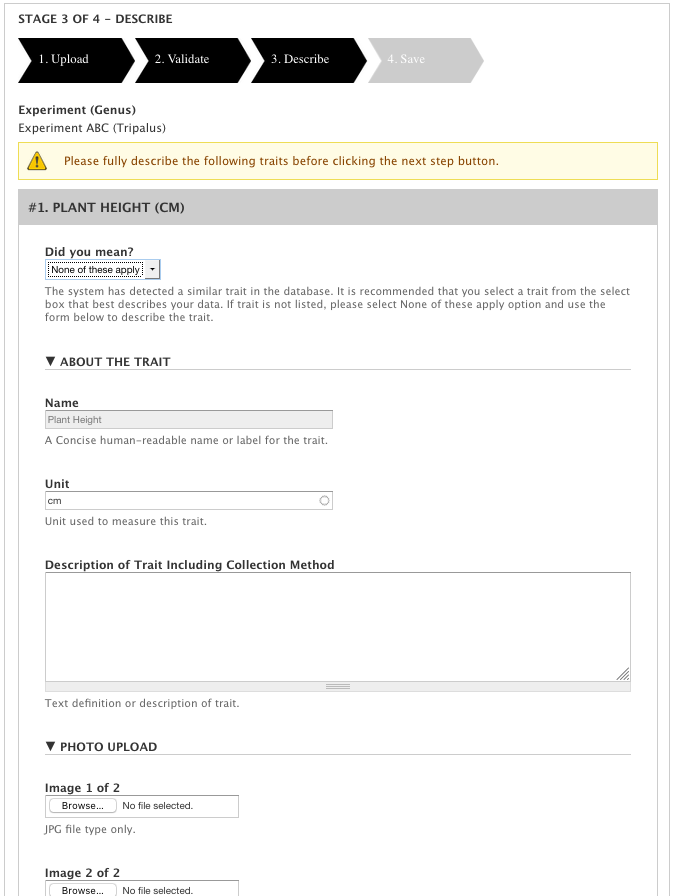 STAGE 3 OF 4 – DESCRIBE
1. Upload
2. Validate
3. Describe
4. Save
Experiment (Genus)
Experiment ABC (Tripalus)
Please fully describe the following traits before clicking the next step button.
#1. PLANT HEIGHT (CM)
Did you mean?
None of these apply
The system has detected a similar trait in the database. It is recommended that you select a trait from the select
box that best describes your data. If trait is not listed, please select None of these apply option and use the
form below to describe the trait.
▼ ABOUT THE TRAIT
Name
Plant Height
A Concise human-readable name or label for the trait.
Unit
cm
Unit used to measure this trait.
Description of Trait Including Collection Method
Text definition or description of trait.
▼ PHOTO UPLOAD
Image 1 of 2
Browse... No file selected.
JPG file type only.
Image 2 of 2
Browse... No file selected.